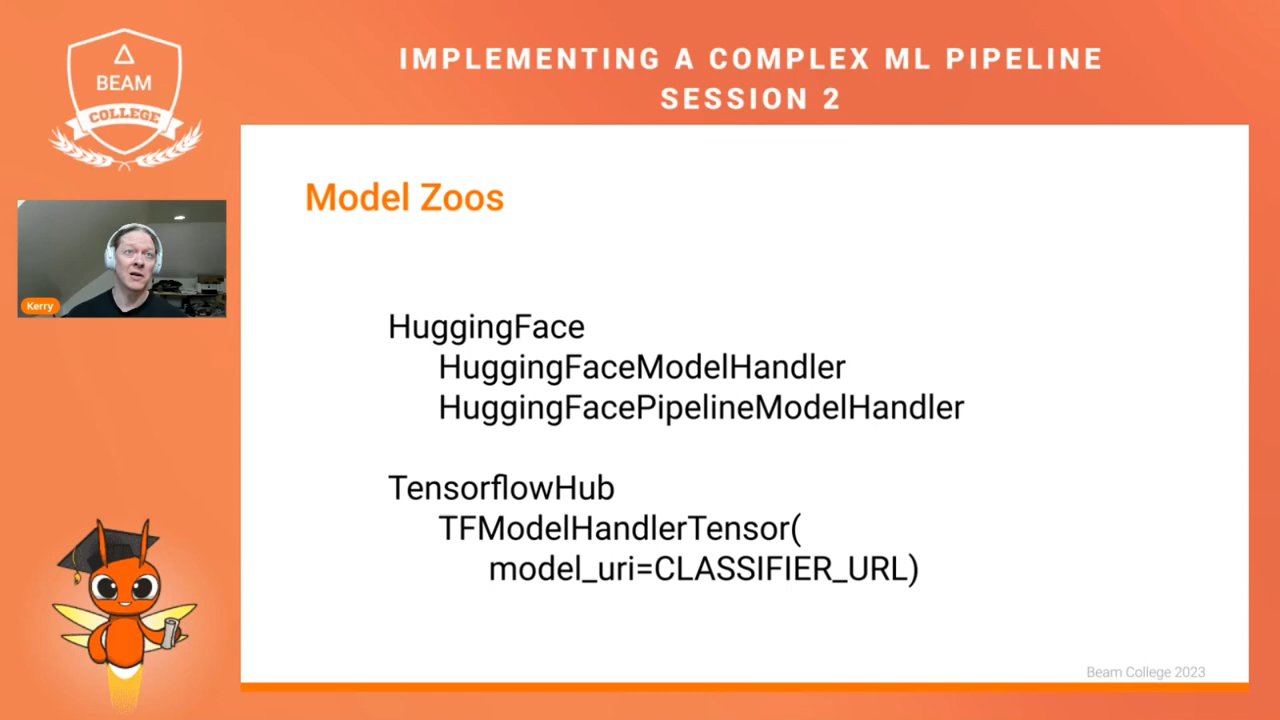 BEAM
COLLEGE
IMPLEMENTING A COMPLEX ML PIPELINE
SESSION 2
Kerry
Model Zoos
HuggingFace
HuggingFaceModelHandler
HuggingFacePipelineModelHandler
TensorflowHub
TFModelHandlerTensor(
model_uri=CLASSIFIER_URL)
Beam College 2023